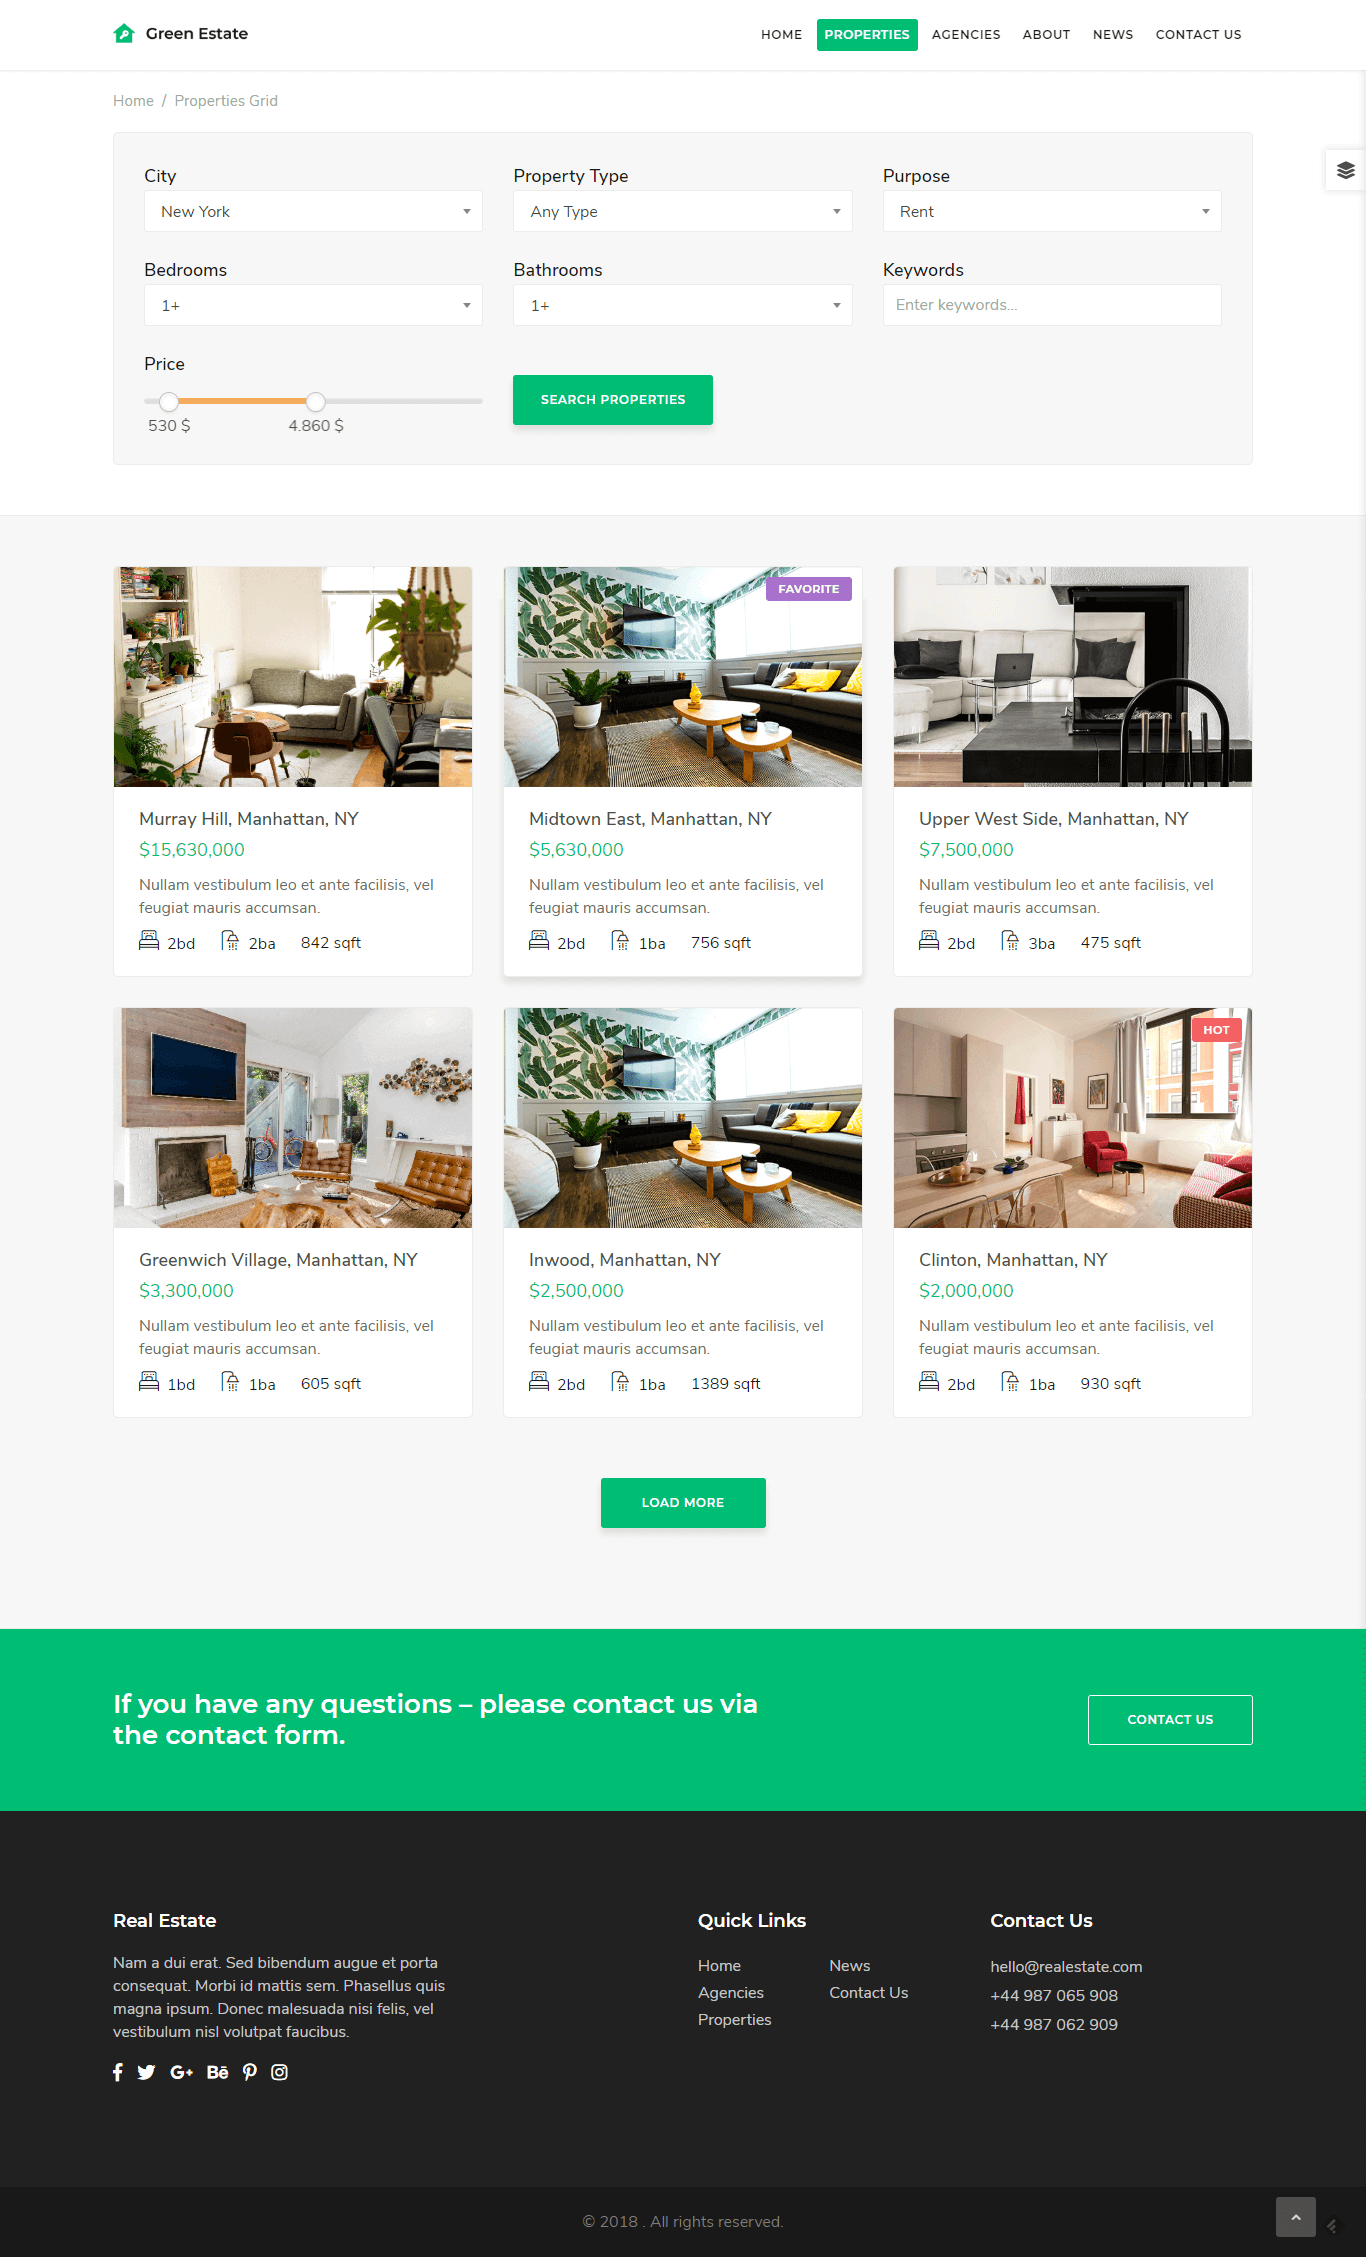 Green Estate
HOME PROPERTIES AGENCIES ABOUT NEWS CONTACT US
Home / Properties Grid
City Property Type Purpose
New York Any Type Rent
Bedrooms Bathrooms Keywords
1+ 1+ Enter keywords...
Price
SEARCH PROPERTIES
530 $ 4.860 $
FAVORITE
Murray Hill, Manhattan, NY
$15,630,000
Nullam vestibulum leo et ante facilisis, vel
feugiat mauris accumsan.
2bd 2ba 842 sqft
Midtown East, Manhattan, NY
$5,630,000
Nullam vestibulum leo et ante facilisis, vel
feugiat mauris accumsan.
2bd 1ba 756 sqft
Upper West Side, Manhattan, NY
$7,500,000
Nullam vestibulum leo et ante facilisis, vel
feugiat mauris accumsan.
2bd 3ba 475 sqft
HOT
Greenwich Village, Manhattan, NY
$3,300,000
Nullam vestibulum leo et ante facilisis, vel
feugiat mauris accumsan.
1bd 1ba 605 sqft
Inwood, Manhattan, NY
$2,500,000
Nullam vestibulum leo et ante facilisis, vel
feugiat mauris accumsan.
2bd 1ba 1389 sqft
Clinton, Manhattan, NY
$2,000,000
Nullam vestibulum leo et ante facilisis, vel
feugiat mauris accumsan.
2bd 1ba 930 sqft
LOAD MORE
If you have any questions – please contact us via
the contact form.
CONTACT US
Real Estate
Nam a dui erat. Sed bibendum augue et porta
consequat. Morbi id mattis sem. Phasellus quis
magna ipsum. Donec malesuada nisi felis, vel
vestibulum nisl volutpat faucibus.
Quick Links
Home
Agencies
Properties
News
Contact Us
Contact Us
hello@realestate.com
+44 987 065 908
+44 987 062 909
© 2018 . All rights reserved.